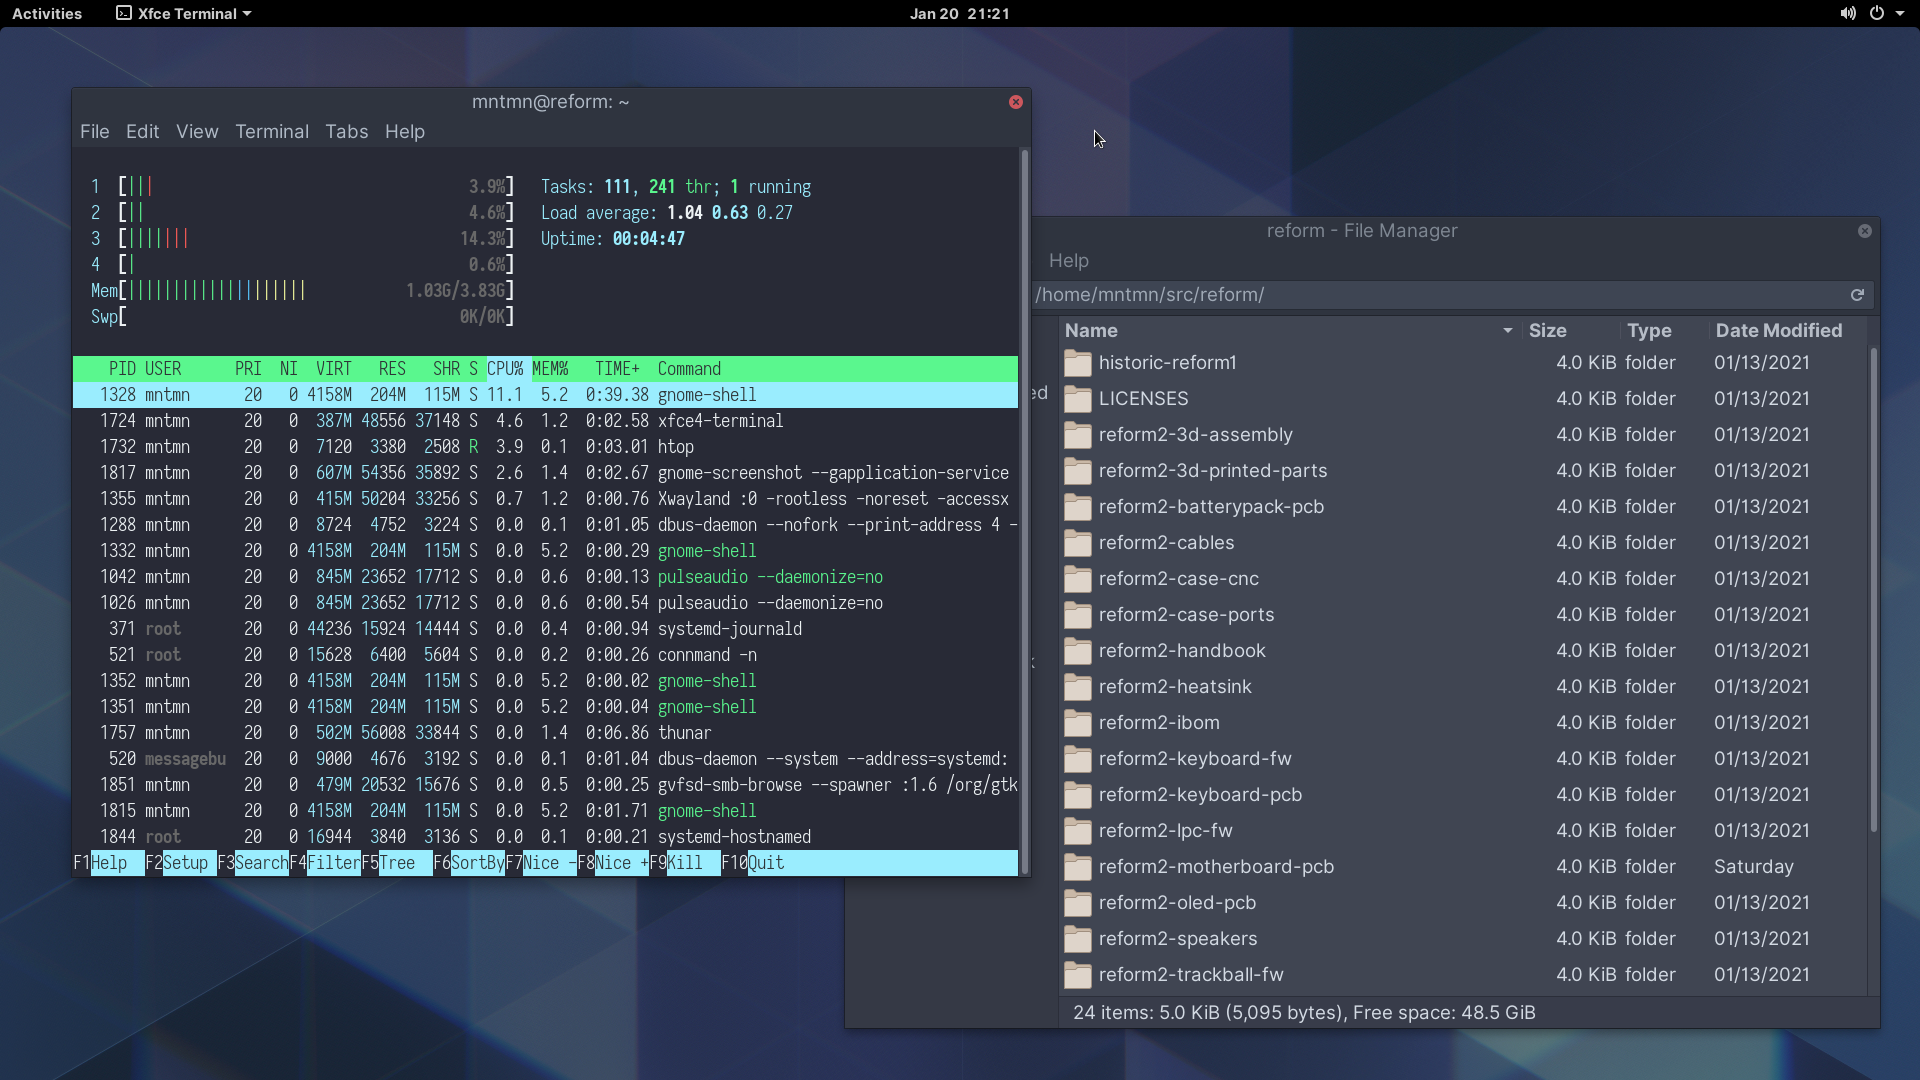 Activities Xfce Terminal Jan 20 21:21
mntmn@reform: ~
File Edit View Terminal Tabs Help
1 [||| 3.9%] Tasks: 111, 241 thr; 1 running
2 [|| 4.6%] Load average: 1.04 0.63 0.27
3 [||||||| 14.3%] Uptime: 00:04:47
4 [| 0.6%]
Mem[|||||||||||||||||||| 1.03G/3.83G]
Swp[ 0K/0K]
PID USER PRI NI VIRT RES SHR S CPU% MEM% TIME+ Command
1328 mntmn 20 0 4158M 204M 115M S 11.1 5.2 0:39.38 gnome-shell
1724 mntmn 20 0 387M 48556 37148 S 4.6 1.2 0:02.58 xfce4-terminal
1732 mntmn 20 0 7120 3380 2508 R 3.9 0.1 0:03.01 htop
1817 mntmn 20 0 607M 54356 35892 S 2.6 1.4 0:02.67 gnome-screenshot --gapplication-service
1355 mntmn 20 0 415M 50204 33256 S 0.7 1.2 0:00.76 Xwayland :0 -rootless -noreset -accessx
1288 mntmn 20 0 8724 4752 3224 S 0.0 0.1 0:01.05 dbus-daemon --nofork --print-address 4 -
1332 mntmn 20 0 4158M 204M 115M S 0.0 5.2 0:00.29 gnome-shell
1042 mntmn 20 0 845M 23652 17712 S 0.0 0.6 0:00.13 pulseaudio --daemonize=no
1026 mntmn 20 0 845M 23652 17712 S 0.0 0.6 0:00.54 pulseaudio --daemonize=no
371 root 20 0 44236 15924 14444 S 0.0 0.4 0:00.94 systemd-journald
521 root 20 0 15628 6400 5604 S 0.0 0.2 0:00.26 connmand -n
1352 mntmn 20 0 4158M 204M 115M S 0.0 5.2 0:00.02 gnome-shell
1351 mntmn 20 0 4158M 204M 115M S 0.0 5.2 0:00.04 gnome-shell
1757 mntmn 20 0 502M 56008 33844 S 0.0 1.4 0:06.86 thunar
520 messagebu 20 0 9000 4676 3192 S 0.0 0.1 0:01.04 dbus-daemon --system --address=systemd:
1851 mntmn 20 0 479M 20532 15676 S 0.0 0.5 0:00.25 gvfsd-smb-browse --spawner :1.6 /org/gtk
1815 mntmn 20 0 4158M 204M 115M S 0.0 5.2 0:01.71 gnome-shell
1844 root 20 0 16944 3840 3136 S 0.0 0.1 0:00.21 systemd-hostnamed
F1Help F2Setup F3SearchF4FilterF5Tree F6SortByF7Nice -F8Nice +F9Kill F10Quit
reform - File Manager
Help
/home/mntmn/src/reform/
Name Size Type Date Modified
historic-reform1 4.0 KiB folder 01/13/2021
ed
LICENSES 4.0 KiB folder 01/13/2021
reform2-3d-assembly 4.0 KiB folder 01/13/2021
reform2-3d-printed-parts 4.0 KiB folder 01/13/2021
reform2-batterypack-pcb 4.0 KiB folder 01/13/2021
reform2-cables 4.0 KiB folder 01/13/2021
reform2-case-cnc 4.0 KiB folder 01/13/2021
reform2-case-ports 4.0 KiB folder 01/13/2021
reform2-handbook 4.0 KiB folder 01/13/2021
reform2-heatsink 4.0 KiB folder 01/13/2021
reform2-ibom 4.0 KiB folder 01/13/2021
reform2-keyboard-fw 4.0 KiB folder 01/13/2021
reform2-keyboard-pcb 4.0 KiB folder 01/13/2021
reform2-lpc-fw 4.0 KiB folder 01/13/2021
reform2-motherboard-pcb 4.0 KiB folder Saturday
reform2-oled-pcb 4.0 KiB folder 01/13/2021
reform2-speakers 4.0 KiB folder 01/13/2021
reform2-trackball-fw 4.0 KiB folder 01/13/2021
24 items: 5.0 KiB (5,095 bytes), Free space: 48.5 GiB